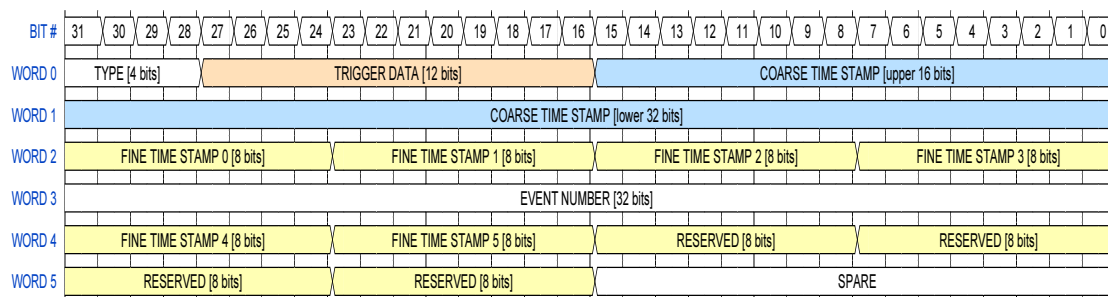 BIT # 31 30 29 28 27 26 25 24 23 22 21 20 19 18 17 16 15 14 13 12 11 10 9 8 7 6 5 4 3 2 1 0
WORD 0 TYPE [4 bits] TRIGGER DATA [12 bits] COARSE TIME STAMP [upper 16 bits]
WORD 1 COARSE TIME STAMP [lower 32 bits]
WORD 2 FINE TIME STAMP 0 [8 bits] FINE TIME STAMP 1 [8 bits] FINE TIME STAMP 2 [8 bits] FINE TIME STAMP 3 [8 bits]
WORD 3 EVENT NUMBER [32 bits]
WORD 4 FINE TIME STAMP 4 [8 bits] FINE TIME STAMP 5 [8 bits] RESERVED [8 bits] RESERVED [8 bits]
WORD 5 RESERVED [8 bits] RESERVED [8 bits] SPARE